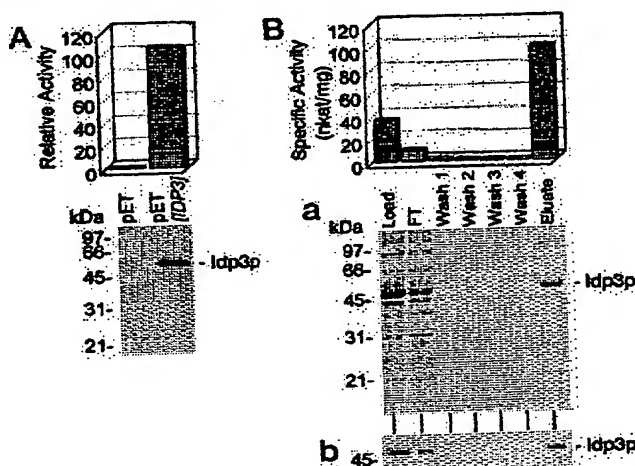 A
Relative Activity
120
100
80
60
40
20
0
pET
pET
[IDP3]
kDa
97-
66-
45-
31-
21-
- Idp3p
B
Specific Activity
(nkat/mg)
120
100
80
60
40
20
0
a
Load
FT
Wash 1
Wash 2
Wash 3
Wash 4
Eluate
kDa
97-
66-
45-
31-
21-
- Idp3p
b
45-
- Idp3p